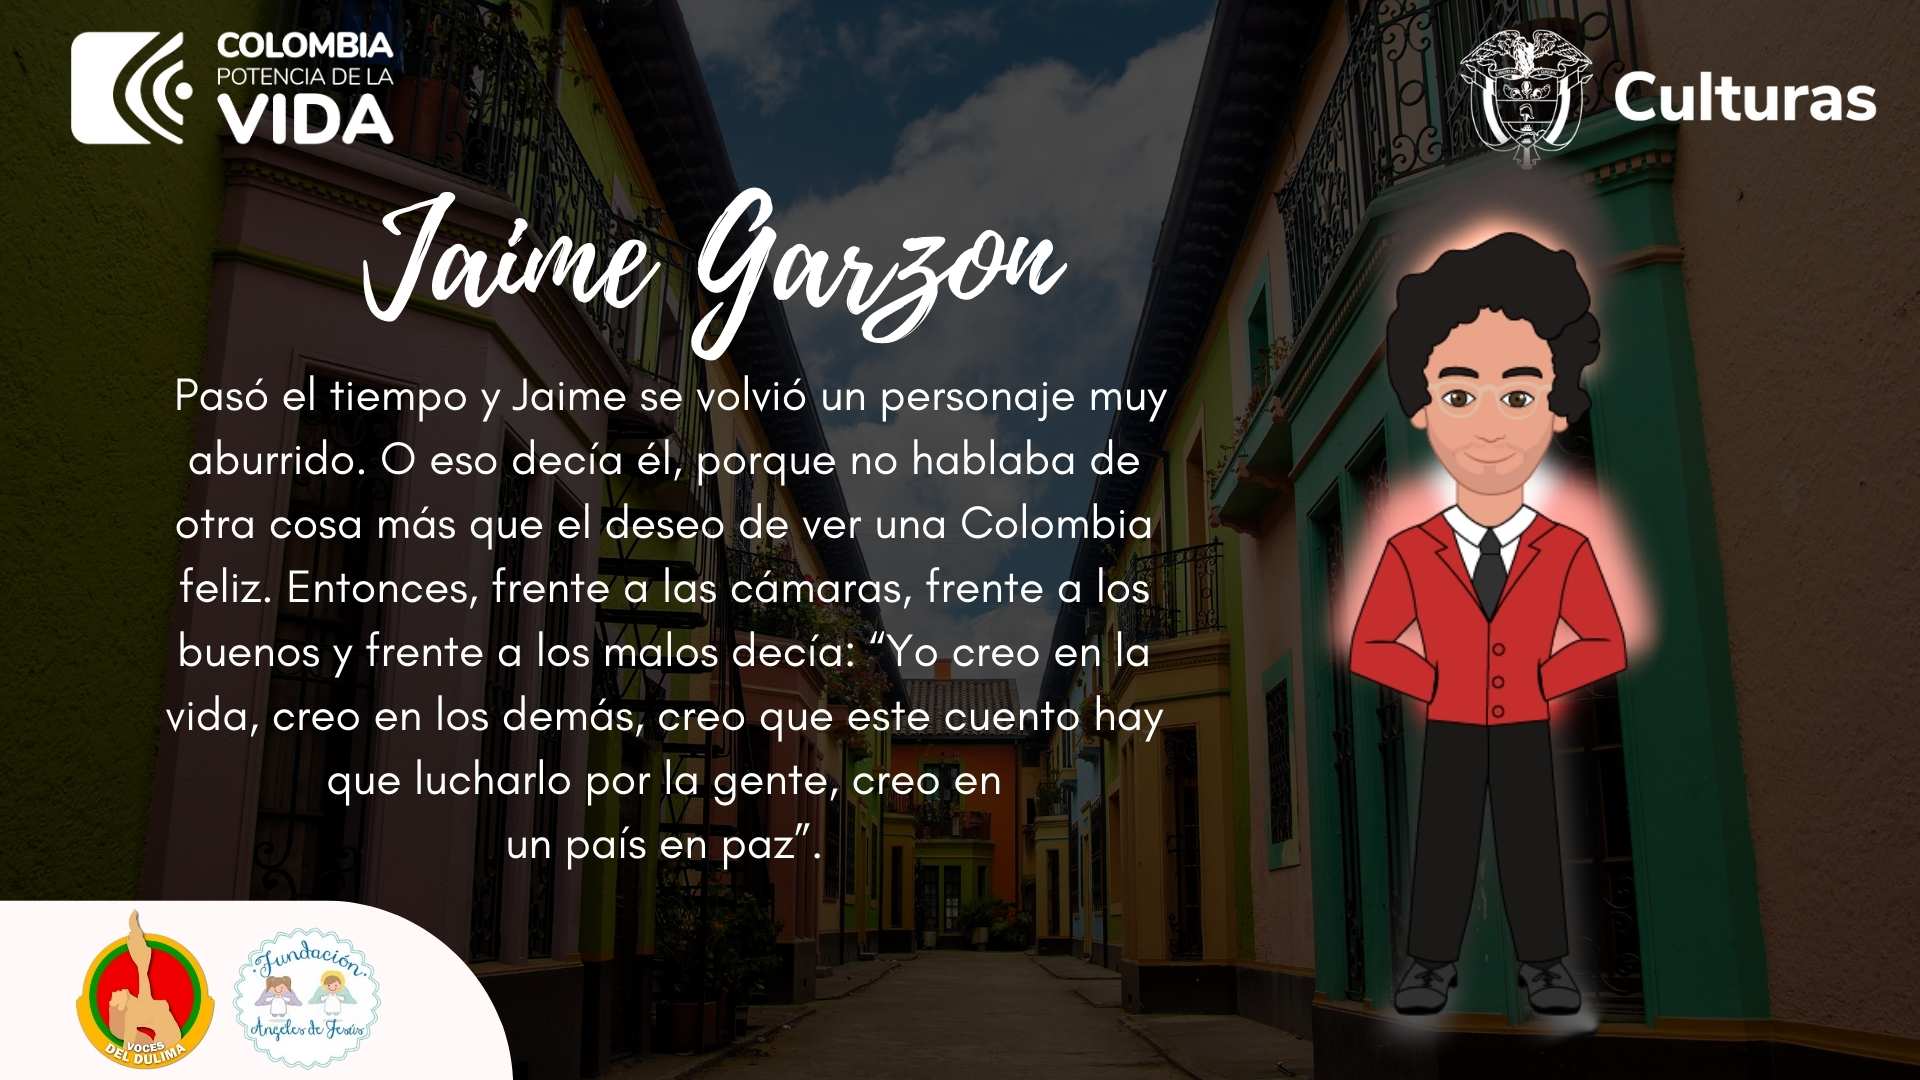 COLOMBIA
POTENCIA DE LA
VIDA
Culturas
Jaime Garzon
Pasó el tiempo y Jaime se volvió un personaje muy
aburrido. O eso decía él, porque no hablaba de
otra cosa más que el deseo de ver una Colombia
feliz. Entonces, frente a las cámaras, frente a los
buenos y frente a los malos decía: “Yo creo en la
vida, creo en los demás, creo que este cuento hay
que lucharlo por la gente, creo en
un país en paz”.
VOCES
DEL DULIMA
Fundación
Angeles de Jesús